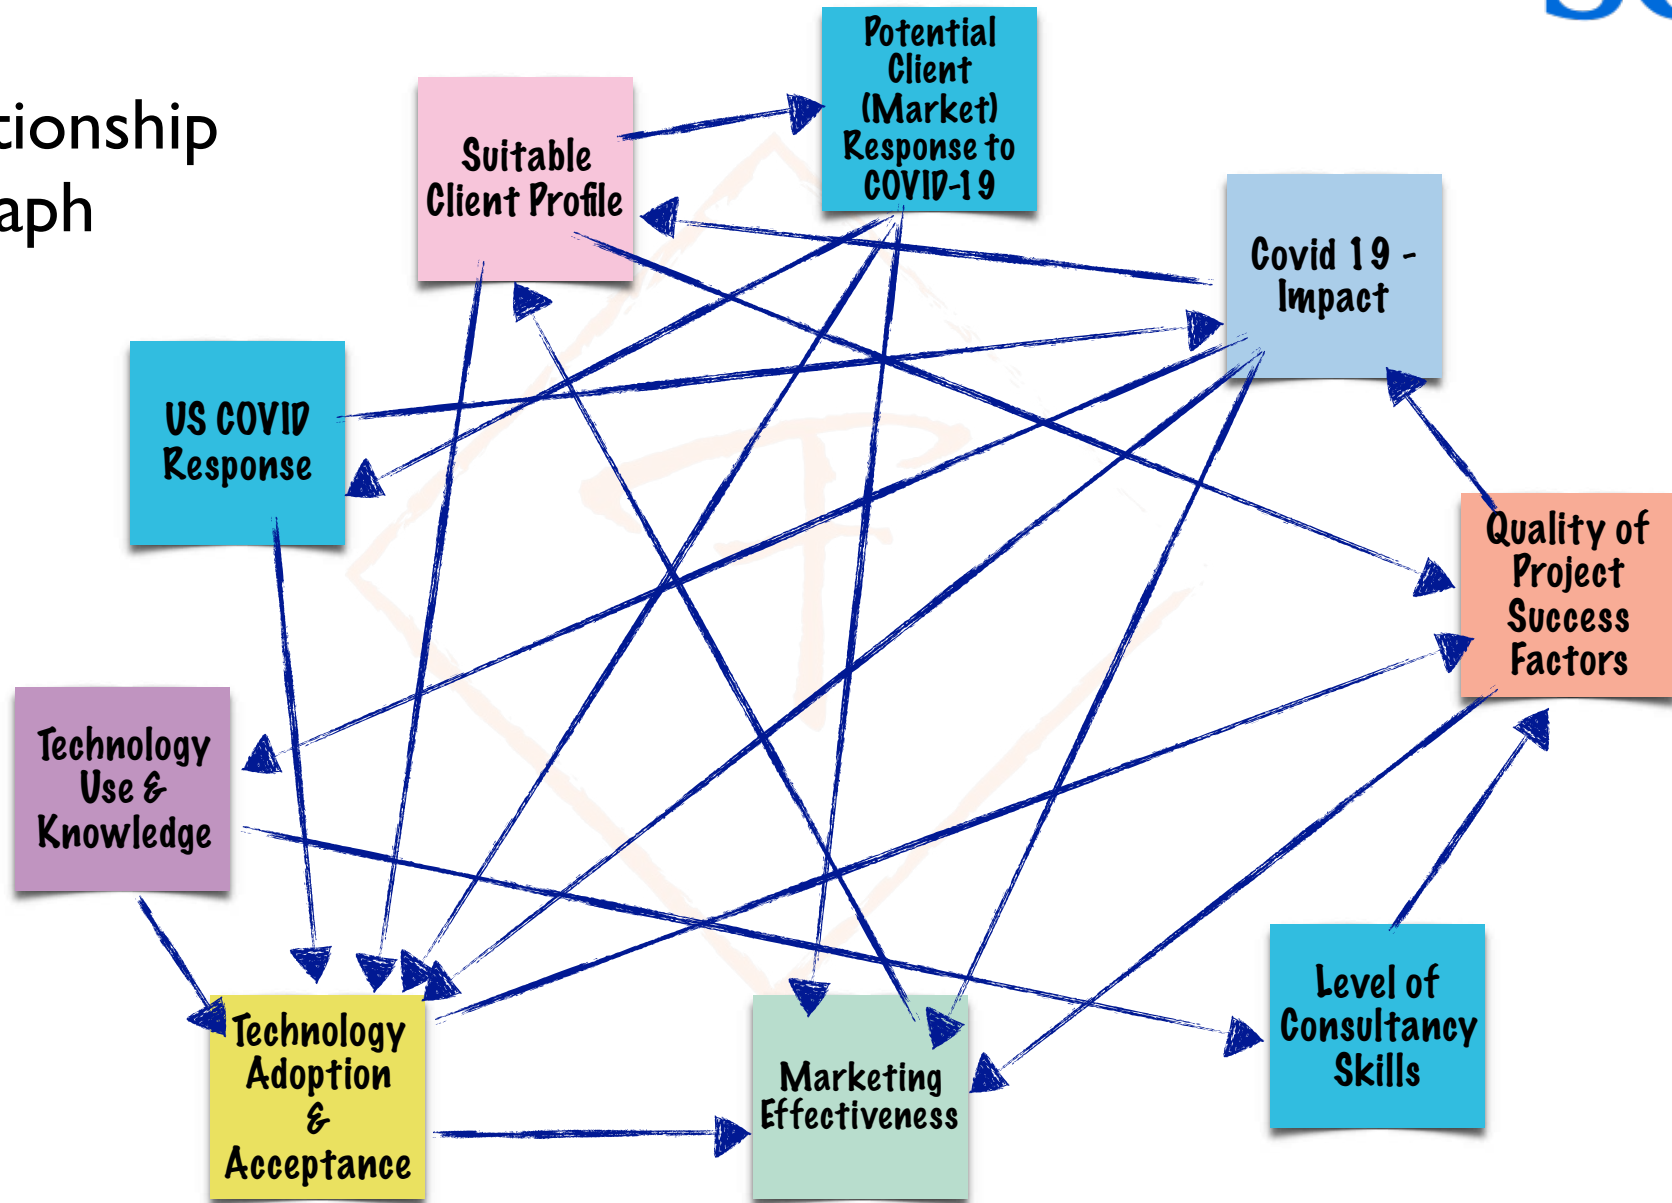 Potential
Client
(Market)
Response to
COVID-19
tionship
aph
Suitable
Client Profile
Covid 19 -
Impact
US COVID
Response
Quality of
Project
Success
Factors
Technology
Use &
Knowledge
Technology
Adoption
&
Acceptance
Marketing
Effectiveness
Level of
Consultancy
Skills